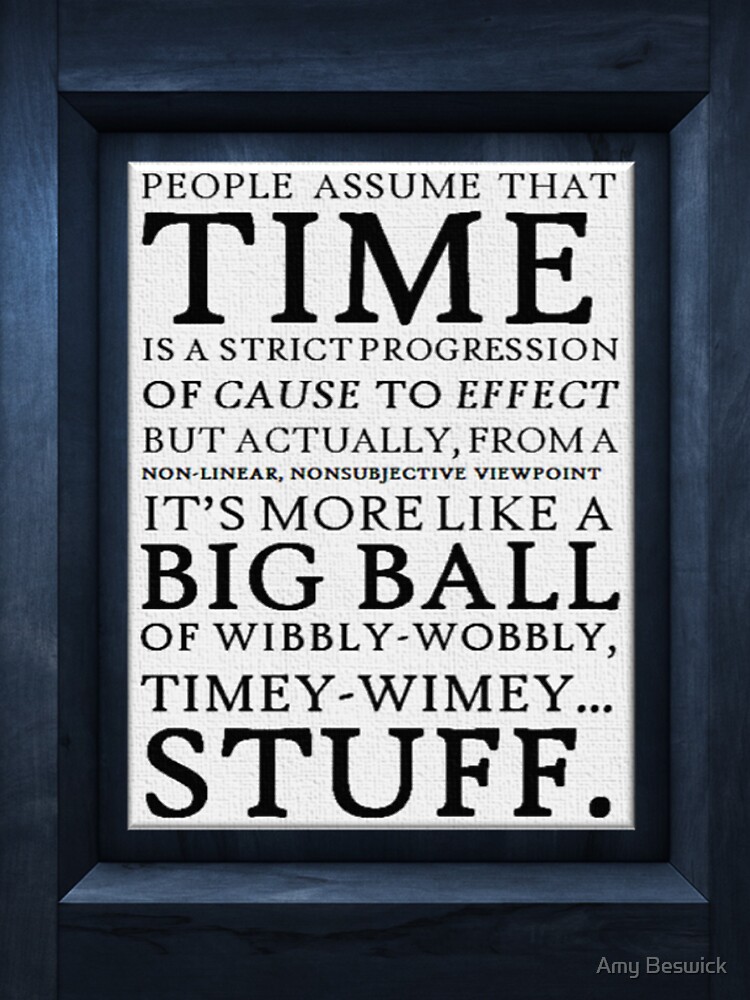 PEOPLE ASSUME THAT
TIME
IS A STRICT PROGRESSION
OF CAUSE TO EFFECT
BUT ACTUALLY, FROM A
NON-LINEAR, NONSUBJECTIVE VIEWPOINT
IT'S MORE LIKE A
BIG BALL
OF WIBBLY-WOBBLY,
TIMEY-WIMEY...
STUFF.
Amy Beswick